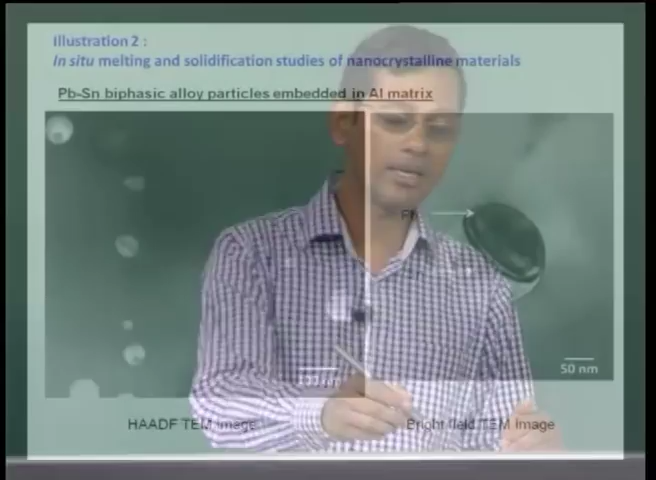 Illustration 2 :
In situ melting and solidification studies of nanocrystalline materials
Pb-Sn biphasic alloy particles embedded in Al matrix
50 nm
HAADF TEM image
Bright field TEM image